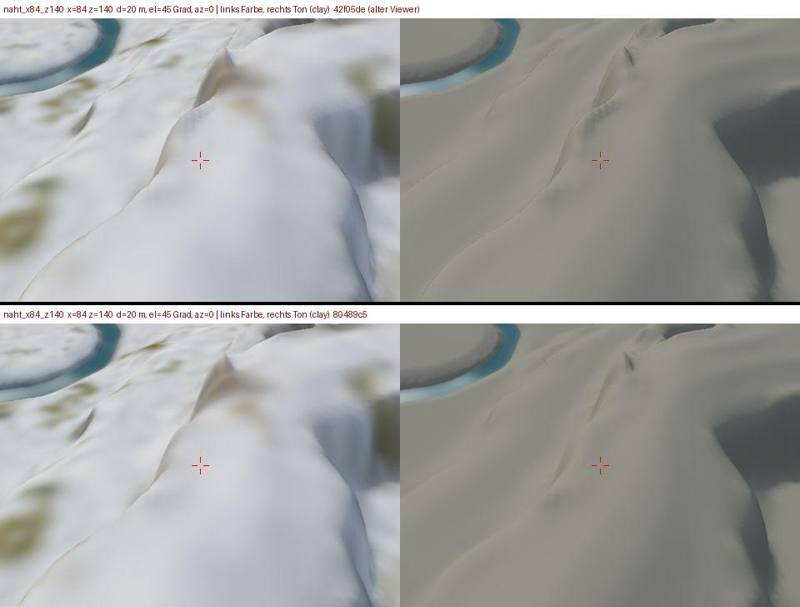 naht_x84_z140 x=84 z=140 d=20 m, el=45 Grad, az=0 | links Farbe, rechts Ton (clay) 42f05de (alter Viewer)
naht_x84_z140 x=84 z=140 d=20 m, el=45 Grad, az=0 | links Farbe, rechts Ton (clay) 80489c5